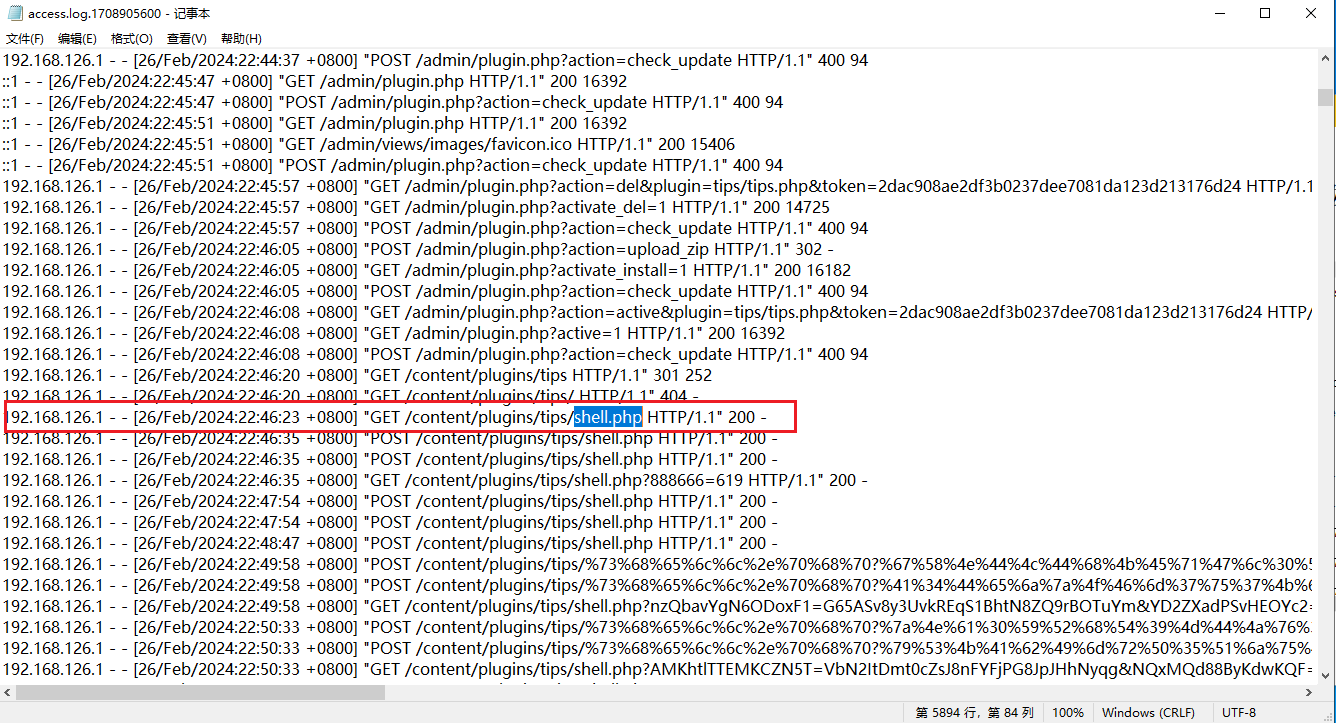 access.log.1708905600 - 记事本
文件(F) 编辑(E) 格式(O) 查看(V) 帮助(H)
192.168.126.1 - - [26/Feb/2024:22:44:37 +0800] "POST /admin/plugin.php?action=check_update HTTP/1.1" 400 94
::1 - - [26/Feb/2024:22:45:47 +0800] "GET /admin/plugin.php HTTP/1.1" 200 16392
::1 - - [26/Feb/2024:22:45:47 +0800] "POST /admin/plugin.php?action=check_update HTTP/1.1" 400 94
::1 - - [26/Feb/2024:22:45:51 +0800] "GET /admin/plugin.php HTTP/1.1" 200 16392
::1 - - [26/Feb/2024:22:45:51 +0800] "GET /admin/views/images/favicon.ico HTTP/1.1" 200 15406
::1 - - [26/Feb/2024:22:45:51 +0800] "POST /admin/plugin.php?action=check_update HTTP/1.1" 400 94
192.168.126.1 - - [26/Feb/2024:22:45:57 +0800] "GET /admin/plugin.php?action=del&plugin=tips/tips.php&token=2dac908ae2df3b0237dee7081da123d213176d24 HTTP/1.1
192.168.126.1 - - [26/Feb/2024:22:45:57 +0800] "GET /admin/plugin.php?activate_del=1 HTTP/1.1" 200 14725
192.168.126.1 - - [26/Feb/2024:22:45:57 +0800] "POST /admin/plugin.php?action=check_update HTTP/1.1" 400 94
192.168.126.1 - - [26/Feb/2024:22:46:05 +0800] "POST /admin/plugin.php?action=upload_zip HTTP/1.1" 302 -
192.168.126.1 - - [26/Feb/2024:22:46:05 +0800] "GET /admin/plugin.php?activate_install=1 HTTP/1.1" 200 16182
192.168.126.1 - - [26/Feb/2024:22:46:05 +0800] "POST /admin/plugin.php?action=check_update HTTP/1.1" 400 94
192.168.126.1 - - [26/Feb/2024:22:46:08 +0800] "GET /admin/plugin.php?action=active&plugin=tips/tips.php&token=2dac908ae2df3b0237dee7081da123d213176d24 HTTP/
192.168.126.1 - - [26/Feb/2024:22:46:08 +0800] "GET /admin/plugin.php?active=1 HTTP/1.1" 200 16392
192.168.126.1 - - [26/Feb/2024:22:46:08 +0800] "POST /admin/plugin.php?action=check_update HTTP/1.1" 400 94
192.168.126.1 - - [26/Feb/2024:22:46:20 +0800] "GET /content/plugins/tips HTTP/1.1" 301 252
192.168.126.1 - - [26/Feb/2024:22:46:20 +0800] "GET /content/plugins/tips/ HTTP/1.1" 404 -
192.168.126.1 - - [26/Feb/2024:22:46:23 +0800] "GET /content/plugins/tips/shell.php HTTP/1.1" 200 -
192.168.126.1 - - [26/Feb/2024:22:46:35 +0800] "POST /content/plugins/tips/shell.php HTTP/1.1" 200 -
192.168.126.1 - - [26/Feb/2024:22:46:35 +0800] "POST /content/plugins/tips/shell.php HTTP/1.1" 200 -
192.168.126.1 - - [26/Feb/2024:22:46:35 +0800] "GET /content/plugins/tips/shell.php?888666=619 HTTP/1.1" 200 -
192.168.126.1 - - [26/Feb/2024:22:47:54 +0800] "POST /content/plugins/tips/shell.php HTTP/1.1" 200 -
192.168.126.1 - - [26/Feb/2024:22:47:54 +0800] "POST /content/plugins/tips/shell.php HTTP/1.1" 200 -
192.168.126.1 - - [26/Feb/2024:22:48:47 +0800] "POST /content/plugins/tips/shell.php HTTP/1.1" 200 -
192.168.126.1 - - [26/Feb/2024:22:49:58 +0800] "POST /content/plugins/tips/%73%68%65%6c%6c%2e%70%68%70?%67%58%4e%44%4c%44%68%4b%45%71%47%6c%30%5
192.168.126.1 - - [26/Feb/2024:22:49:58 +0800] "POST /content/plugins/tips/%73%68%65%6c%6c%2e%70%68%70?%41%34%44%65%6a%7a%4f%46%6d%37%75%37%4b%6
192.168.126.1 - - [26/Feb/2024:22:49:58 +0800] "GET /content/plugins/tips/shell.php?nzQbavYgN6ODoxF1=G65ASv8y3UvkREqS1BhtN8ZQ9rBOTuYm&YD2ZXadPSvHEOYc2=
192.168.126.1 - - [26/Feb/2024:22:50:33 +0800] "POST /content/plugins/tips/%73%68%65%6c%6c%2e%70%68%70?%7a%4e%61%30%59%52%68%54%39%4d%44%4a%76%
192.168.126.1 - - [26/Feb/2024:22:50:33 +0800] "POST /content/plugins/tips/%73%68%65%6c%6c%2e%70%68%70?%79%53%4b%41%62%49%6d%72%50%35%51%6a%75%
192.168.126.1 - - [26/Feb/2024:22:50:33 +0800] "GET /content/plugins/tips/shell.php?AMKhtlTTEMKCZN5T=VbN2ItDmt0cZsJ8nFYFjPG8JpJHhNyqg&NQxMQd88ByKdwKQF=
第 5894 行，第 84 列 100% Windows (CRLF) UTF-8